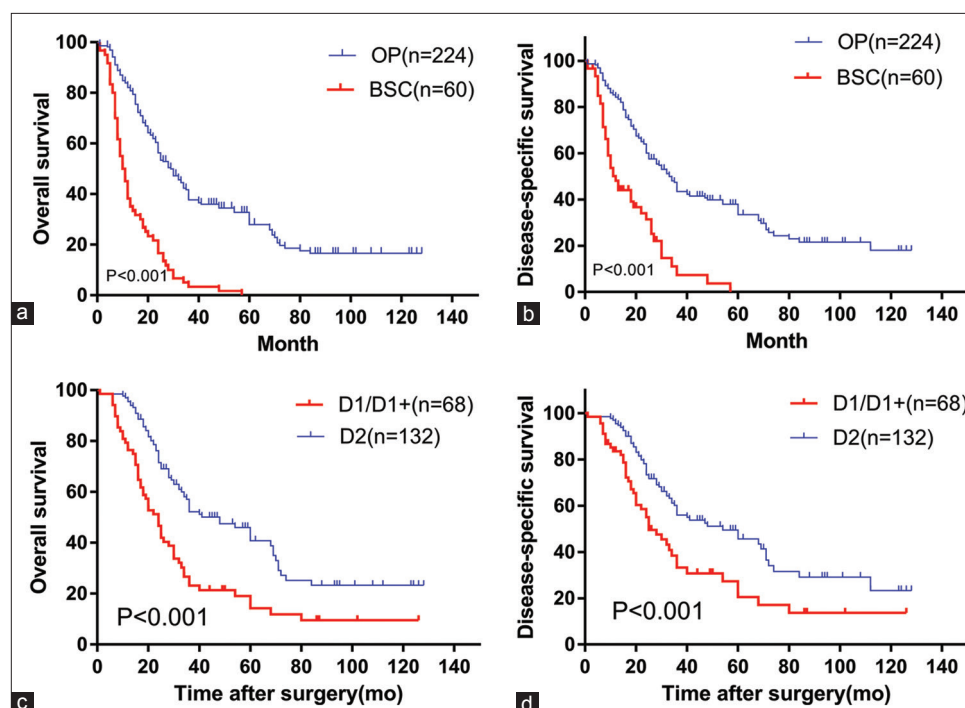 100
80
60
40
20
0
Overall survival
OP(n=224)
BSC(n=60)
P<0.001
0 20 40 60 80 100 120 140
Month
a
100
80
60
40
20
0
Disease-specific survival
OP(n=224)
BSC(n=60)
P<0.001
0 20 40 60 80 100 120 140
Month
b
100
80
60
40
20
0
Overall survival
D1/D1+(n=68)
D2(n=132)
P<0.001
0 20 40 60 80 100 120 140
Time after surgery(mo)
c
100
80
60
40
20
0
Disease-specific survival
D1/D1+(n=68)
D2(n=132)
P<0.001
0 20 40 60 80 100 120 140
Time after surgery(mo)
d